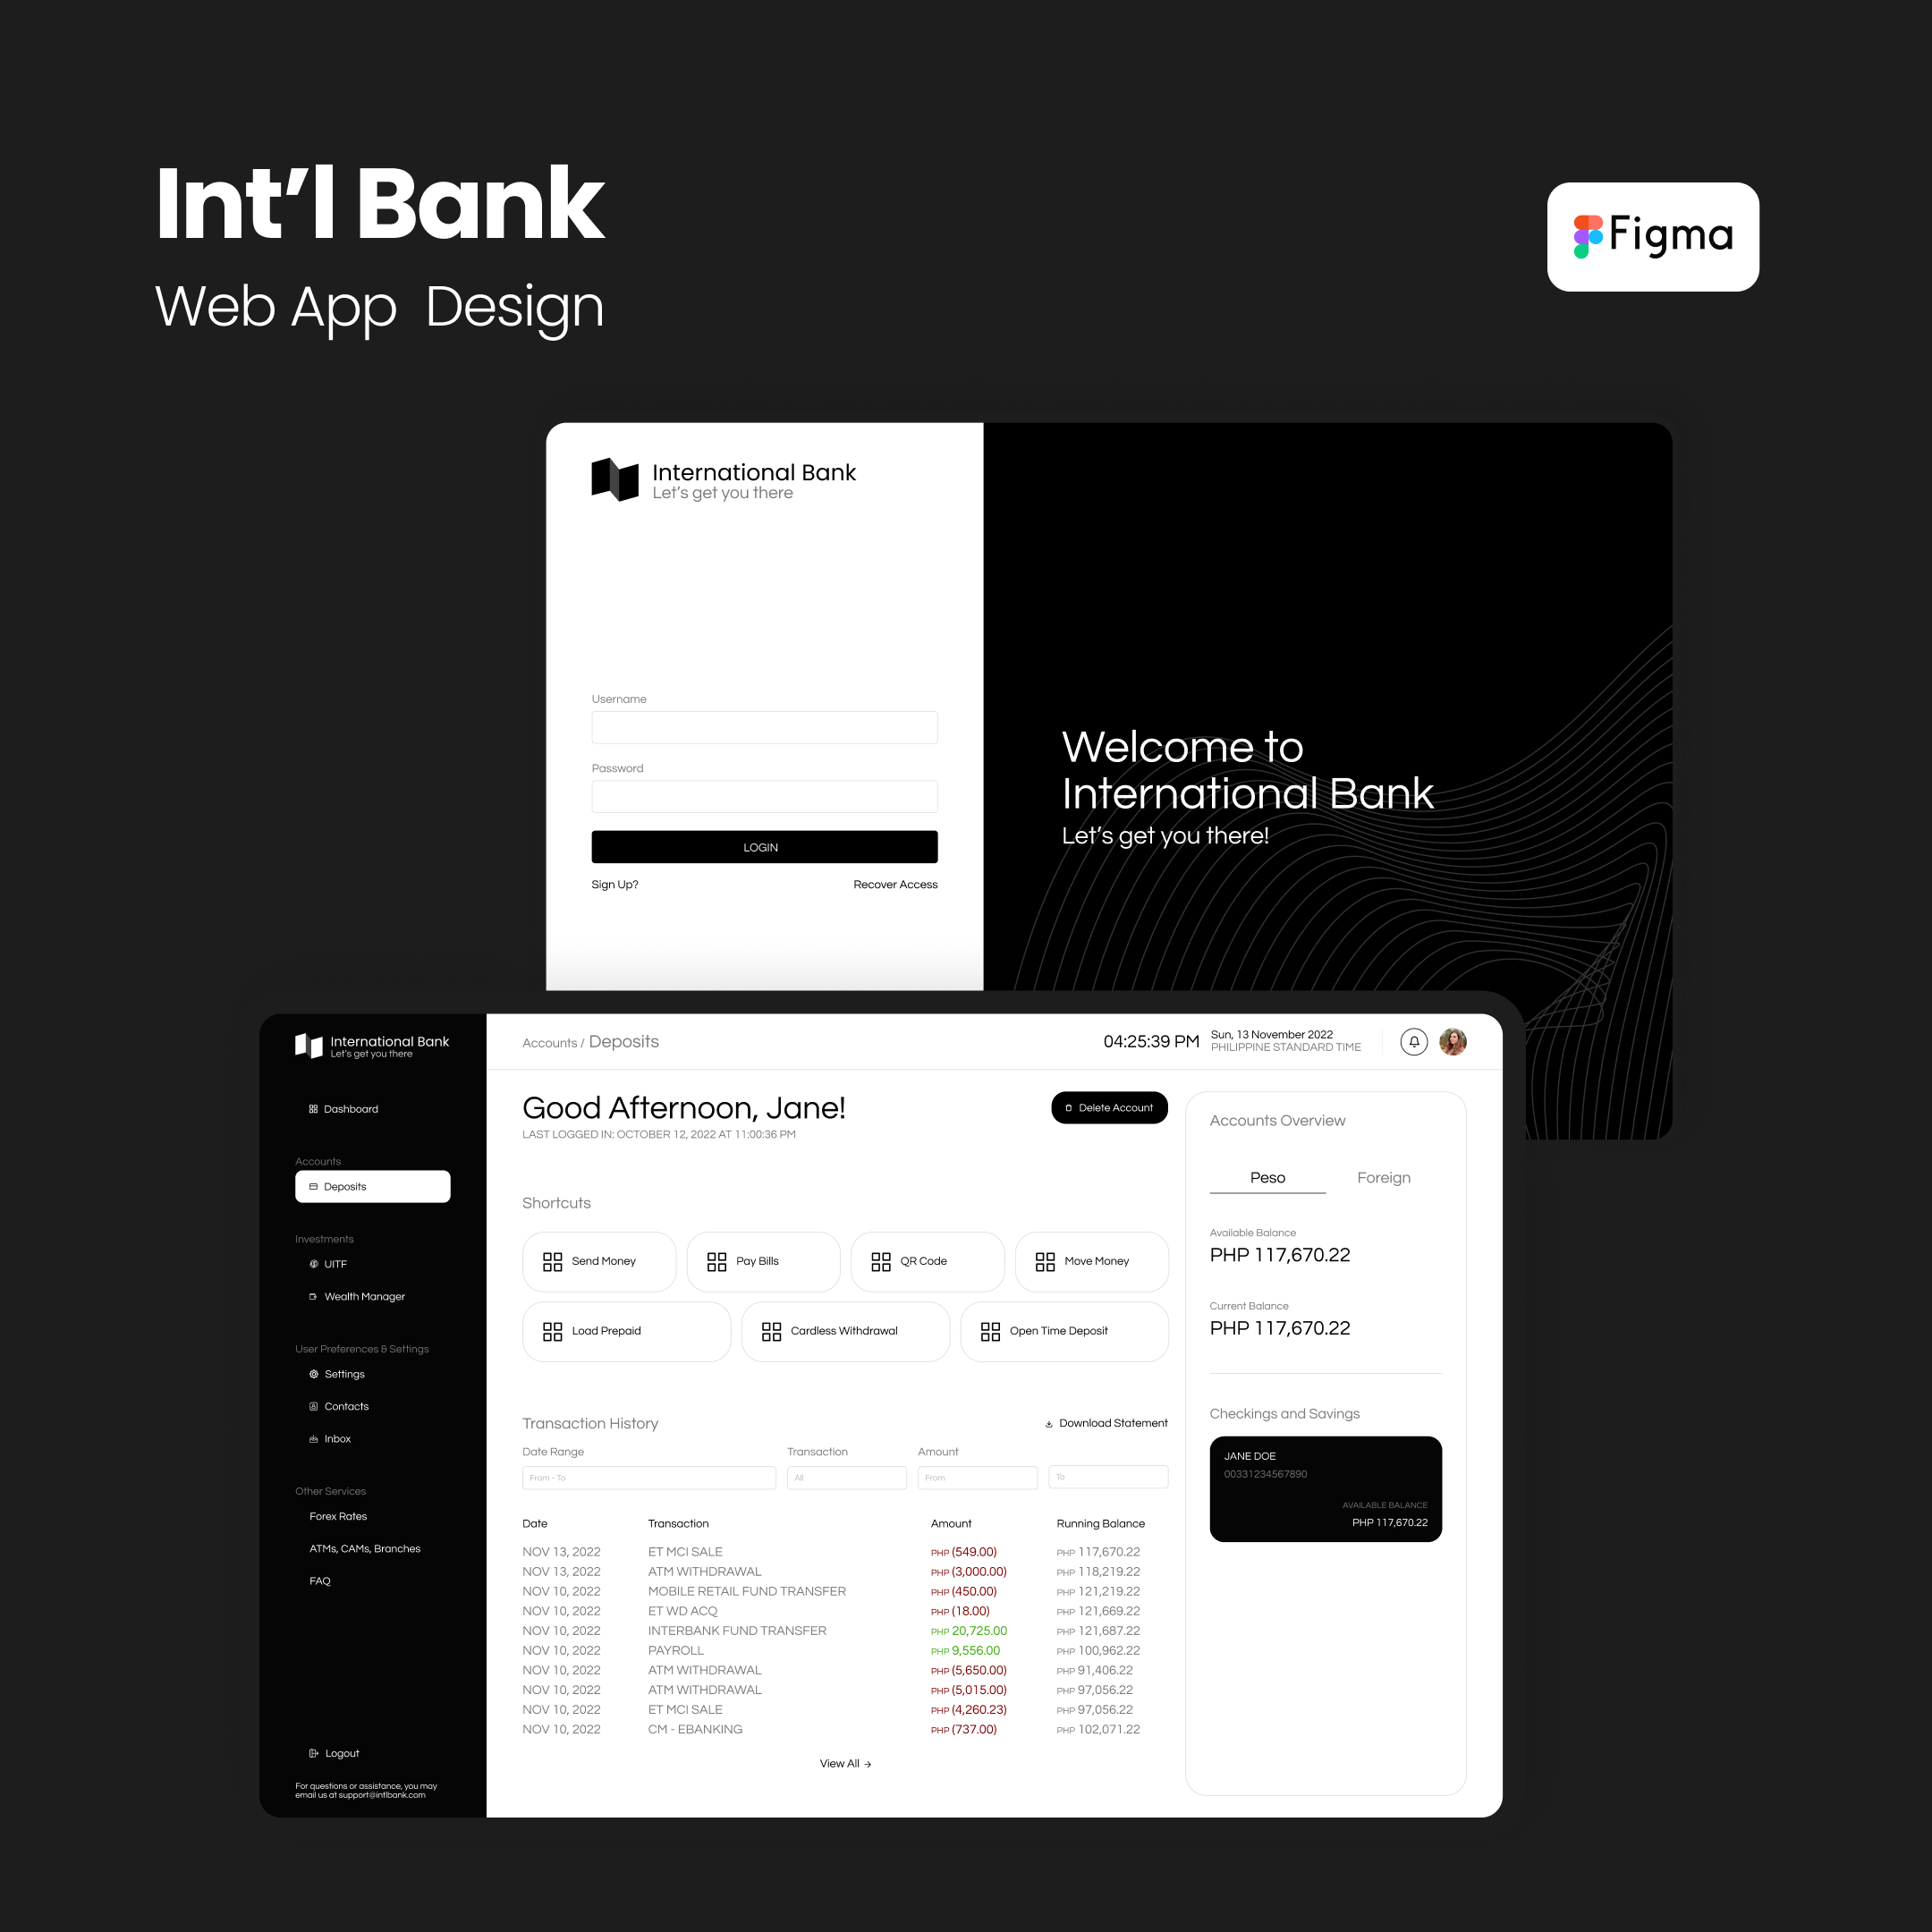 Int’l Bank
Web App Design
Figma
International Bank
Let’s get you there
Username
Password
LOGIN
Sign Up?
Recover Access
Welcome to
International Bank
Let’s get you there!
International Bank
Let’s get you there
Dashboard
Accounts
Deposits
Investments
UITF
Wealth Manager
User Preferences & Settings
Settings
Contacts
Inbox
Other Services
Forex Rates
ATMs, CAMs, Branches
FAQ
Logout
For questions or assistance, you may
email us at support@intlbank.com
Accounts / Deposits
04:25:39 PM
Sun, 13 November 2022
PHILIPPINE STANDARD TIME
Good Afternoon, Jane!
LAST LOGGED IN: OCTOBER 12, 2022 AT 11:00:36 PM
Delete Account
Shortcuts
Send Money
Pay Bills
QR Code
Move Money
Load Prepaid
Cardless Withdrawal
Open Time Deposit
Transaction History
Download Statement
Date Range
Transaction
Amount
From - To
All
From
To
Date Transaction Amount Running Balance
NOV 13, 2022 ET MCI SALE PHP (549.00) PHP 117,670.22
NOV 13, 2022 ATM WITHDRAWAL PHP (3,000.00) PHP 118,219.22
NOV 10, 2022 MOBILE RETAIL FUND TRANSFER PHP (450.00) PHP 121,219.22
NOV 10, 2022 ET WD ACQ PHP (18.00) PHP 121,669.22
NOV 10, 2022 INTERBANK FUND TRANSFER PHP 20,725.00 PHP 121,687.22
NOV 10, 2022 PAYROLL PHP 9,556.00 PHP 100,962.22
NOV 10, 2022 ATM WITHDRAWAL PHP (5,650.00) PHP 91,406.22
NOV 10, 2022 ATM WITHDRAWAL PHP (5,015.00) PHP 97,056.22
NOV 10, 2022 ET MCI SALE PHP (4,260.23) PHP 97,056.22
NOV 10, 2022 CM - EBANKING PHP (737.00) PHP 102,071.22
View All →
Accounts Overview
Peso
Foreign
Available Balance
PHP 117,670.22
Current Balance
PHP 117,670.22
Checkings and Savings
JANE DOE
00331234567890
AVAILABLE BALANCE
PHP 117,670.22